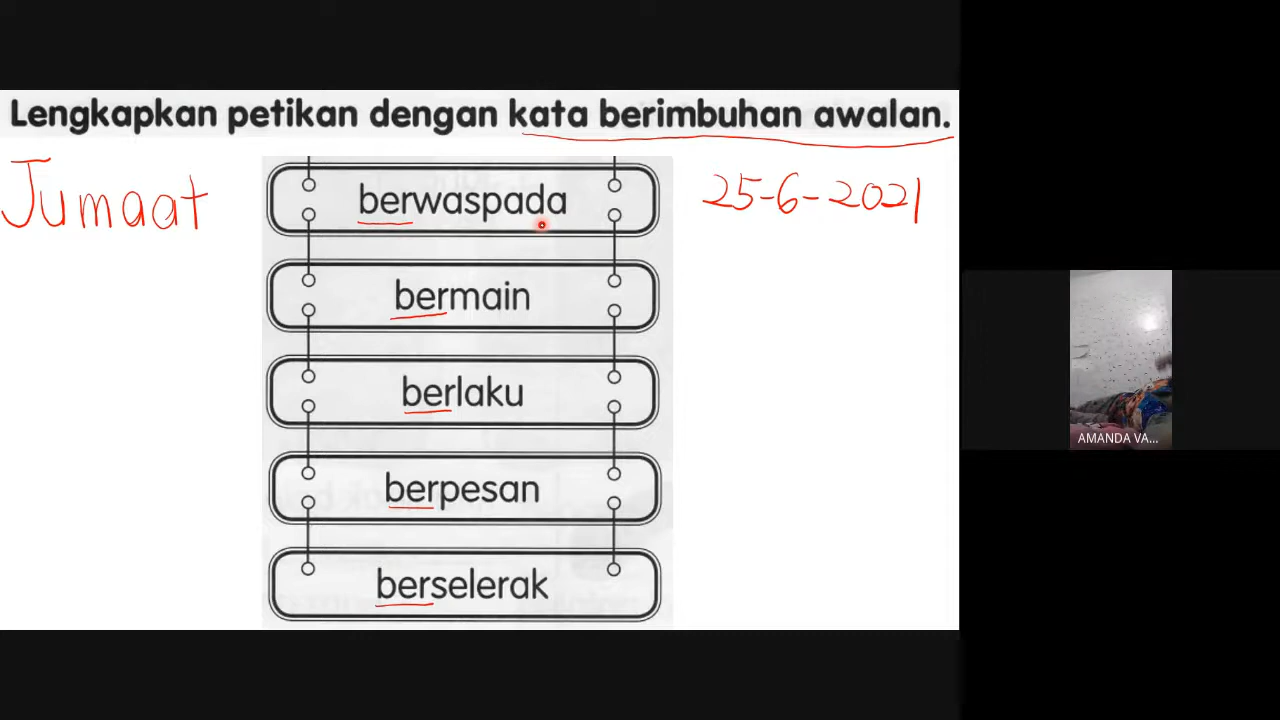 Lengkapkan petikan dengan kata berimbuhan awalan.
Jumaat
25-6-2021
berwaspada
bermain
berlaku
berpesan
berselerak
AMANDA VA...